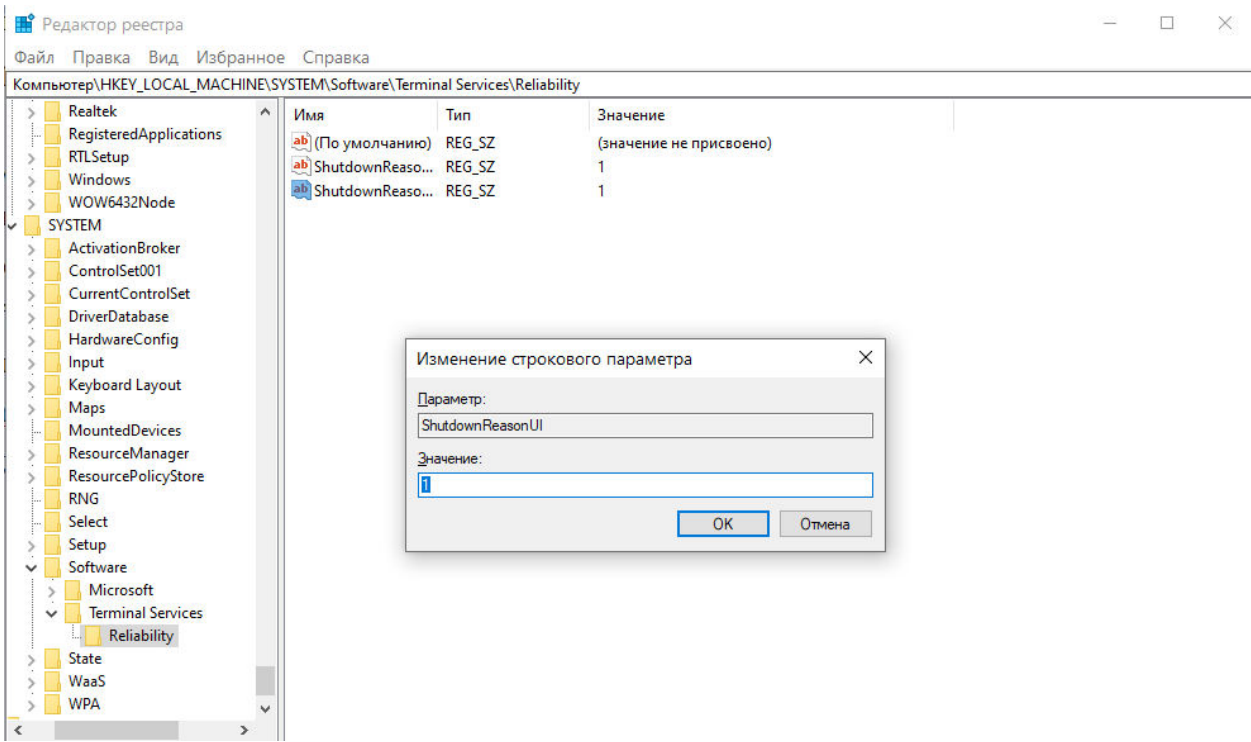 Редактор реестра
Файл Правка Вид Избранное Справка
Компьютер\HKEY_LOCAL_MACHINE\SYSTEM\Software\Terminal Services\Reliability
Realtek
RegisteredApplications
RTLSetup
Windows
WOW6432Node
SYSTEM
ActivationBroker
ControlSet001
CurrentControlSet
DriverDatabase
HardwareConfig
Input
Keyboard Layout
Maps
MountedDevices
ResourceManager
ResourcePolicyStore
RNG
Select
Setup
Software
Microsoft
Terminal Services
Reliability
State
WaaS
WPA
Имя Тип Значение
ab (По умолчанию) REG_SZ (значение не присвоено)
ab ShutdownReaso... REG_SZ 1
ab ShutdownReaso... REG_SZ 1
Изменение строкового параметра
Параметр:
ShutdownReasonUI
Значение:
1
OK Отмена